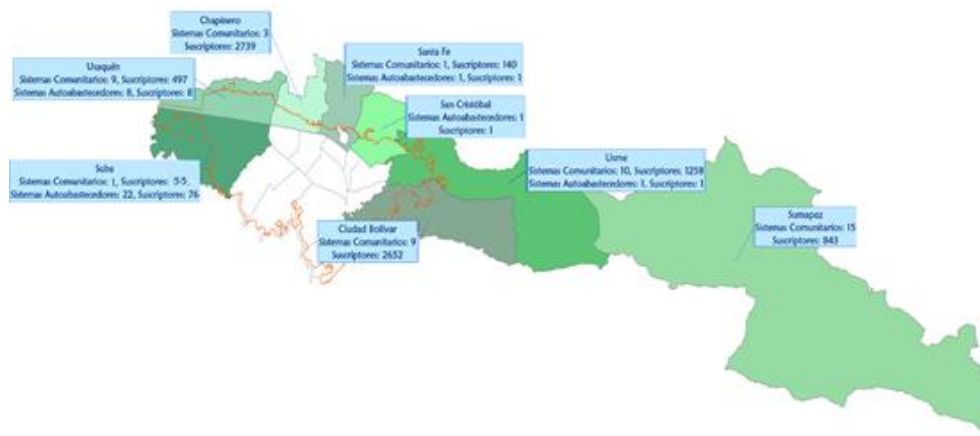 Chapinero
Sistemas Comunitarios: 3
Suscriptores: 2739
Santa Fe
Sistemas Comunitarios: 1, Suscriptores: 140
Sistemas Autoabastecedores: 1, Suscriptores: 1
Usaquén
Sistemas Comunitarios: 9, Suscriptores: 497
Sistemas Autoabastecedores: 8, Suscriptores: 8
San Cristóbal
Sistemas Autoabastecedores: 1
Suscriptores: 1
Usme
Sistemas Comunitarios: 10, Suscriptores: 1258
Sistemas Autoabastecedores: 1, Suscriptores: 1
Suba
Sistemas Comunitarios: 1, Suscriptores:
Sistemas Autoabastecedores: 22, Suscriptores: 76
Sumapaz
Sistemas Comunitarios: 15
Suscriptores: 843
Ciudad Bolívar
Sistemas Comunitarios: 9
Suscriptores: 2652